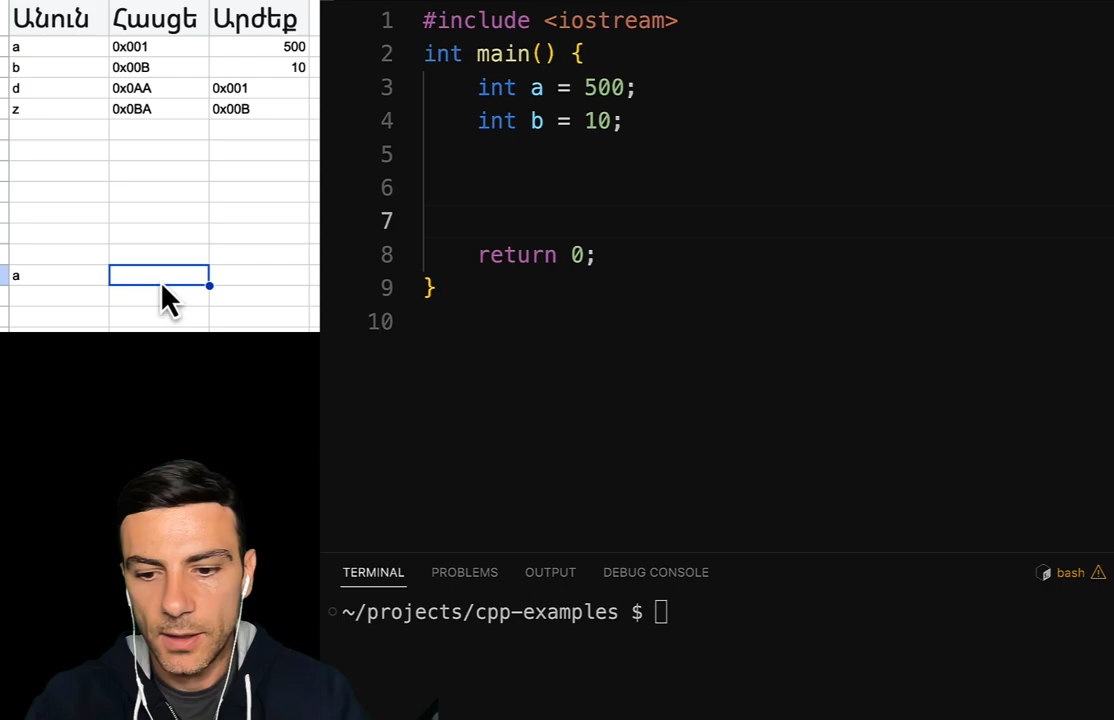 Անուն Հասցե Արժեք
a 0x001 500
b 0x00B 10
d 0x0AA 0x001
z 0x0BA 0x00B
a
1 #include <iostream>
2 int main() {
3 int a = 500;
4 int b = 10;
5
6
7
8 return 0;
9 }
10
TERMINAL PROBLEMS OUTPUT DEBUG CONSOLE bash
~/projects/cpp-examples $